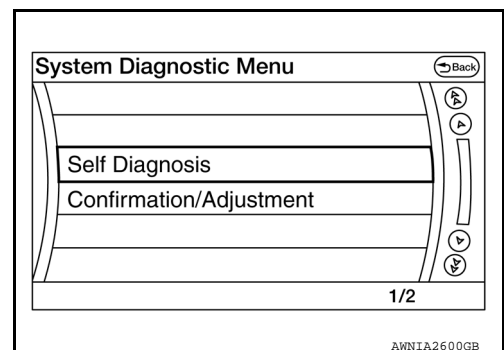 System Diagnostic Menu
Back
Self Diagnosis
Confirmation/Adjustment
1/2
AWNIA2600GB